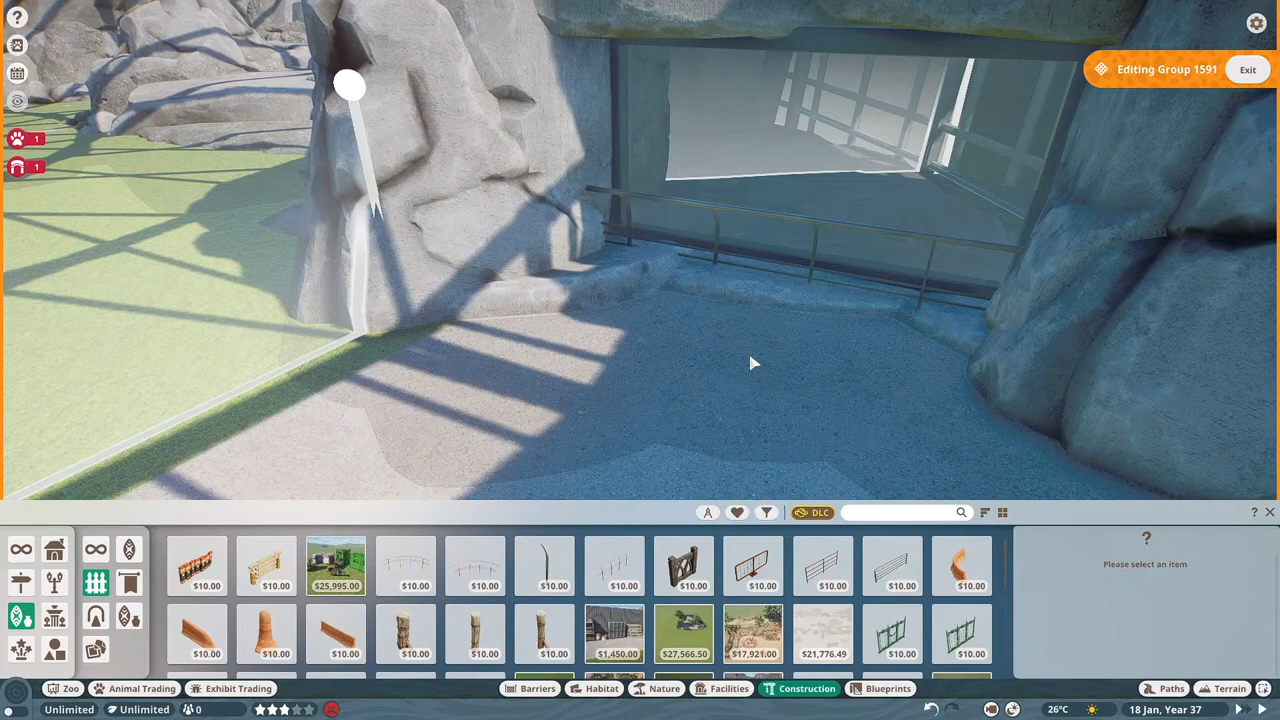 ?
Editing Group 1591
Exit
1
1
DLC
?
$10.00
$10.00
$25,995.00
$10.00
$10.00
$10.00
$10.00
$10.00
$10.00
$10.00
$10.00
$10.00
?
Please select an item
$10.00
$10.00
$10.00
$10.00
$10.00
$10.00
$1,450.00
$27,566.50
$17,921.00
$21,776.49
$10.00
$10.00
Zoo
Animal Trading
Exhibit Trading
Barriers
Habitat
Nature
Facilities
Construction
Blueprints
Paths
Terrain
Unlimited
Unlimited
0
26°C
18 Jan, Year 37